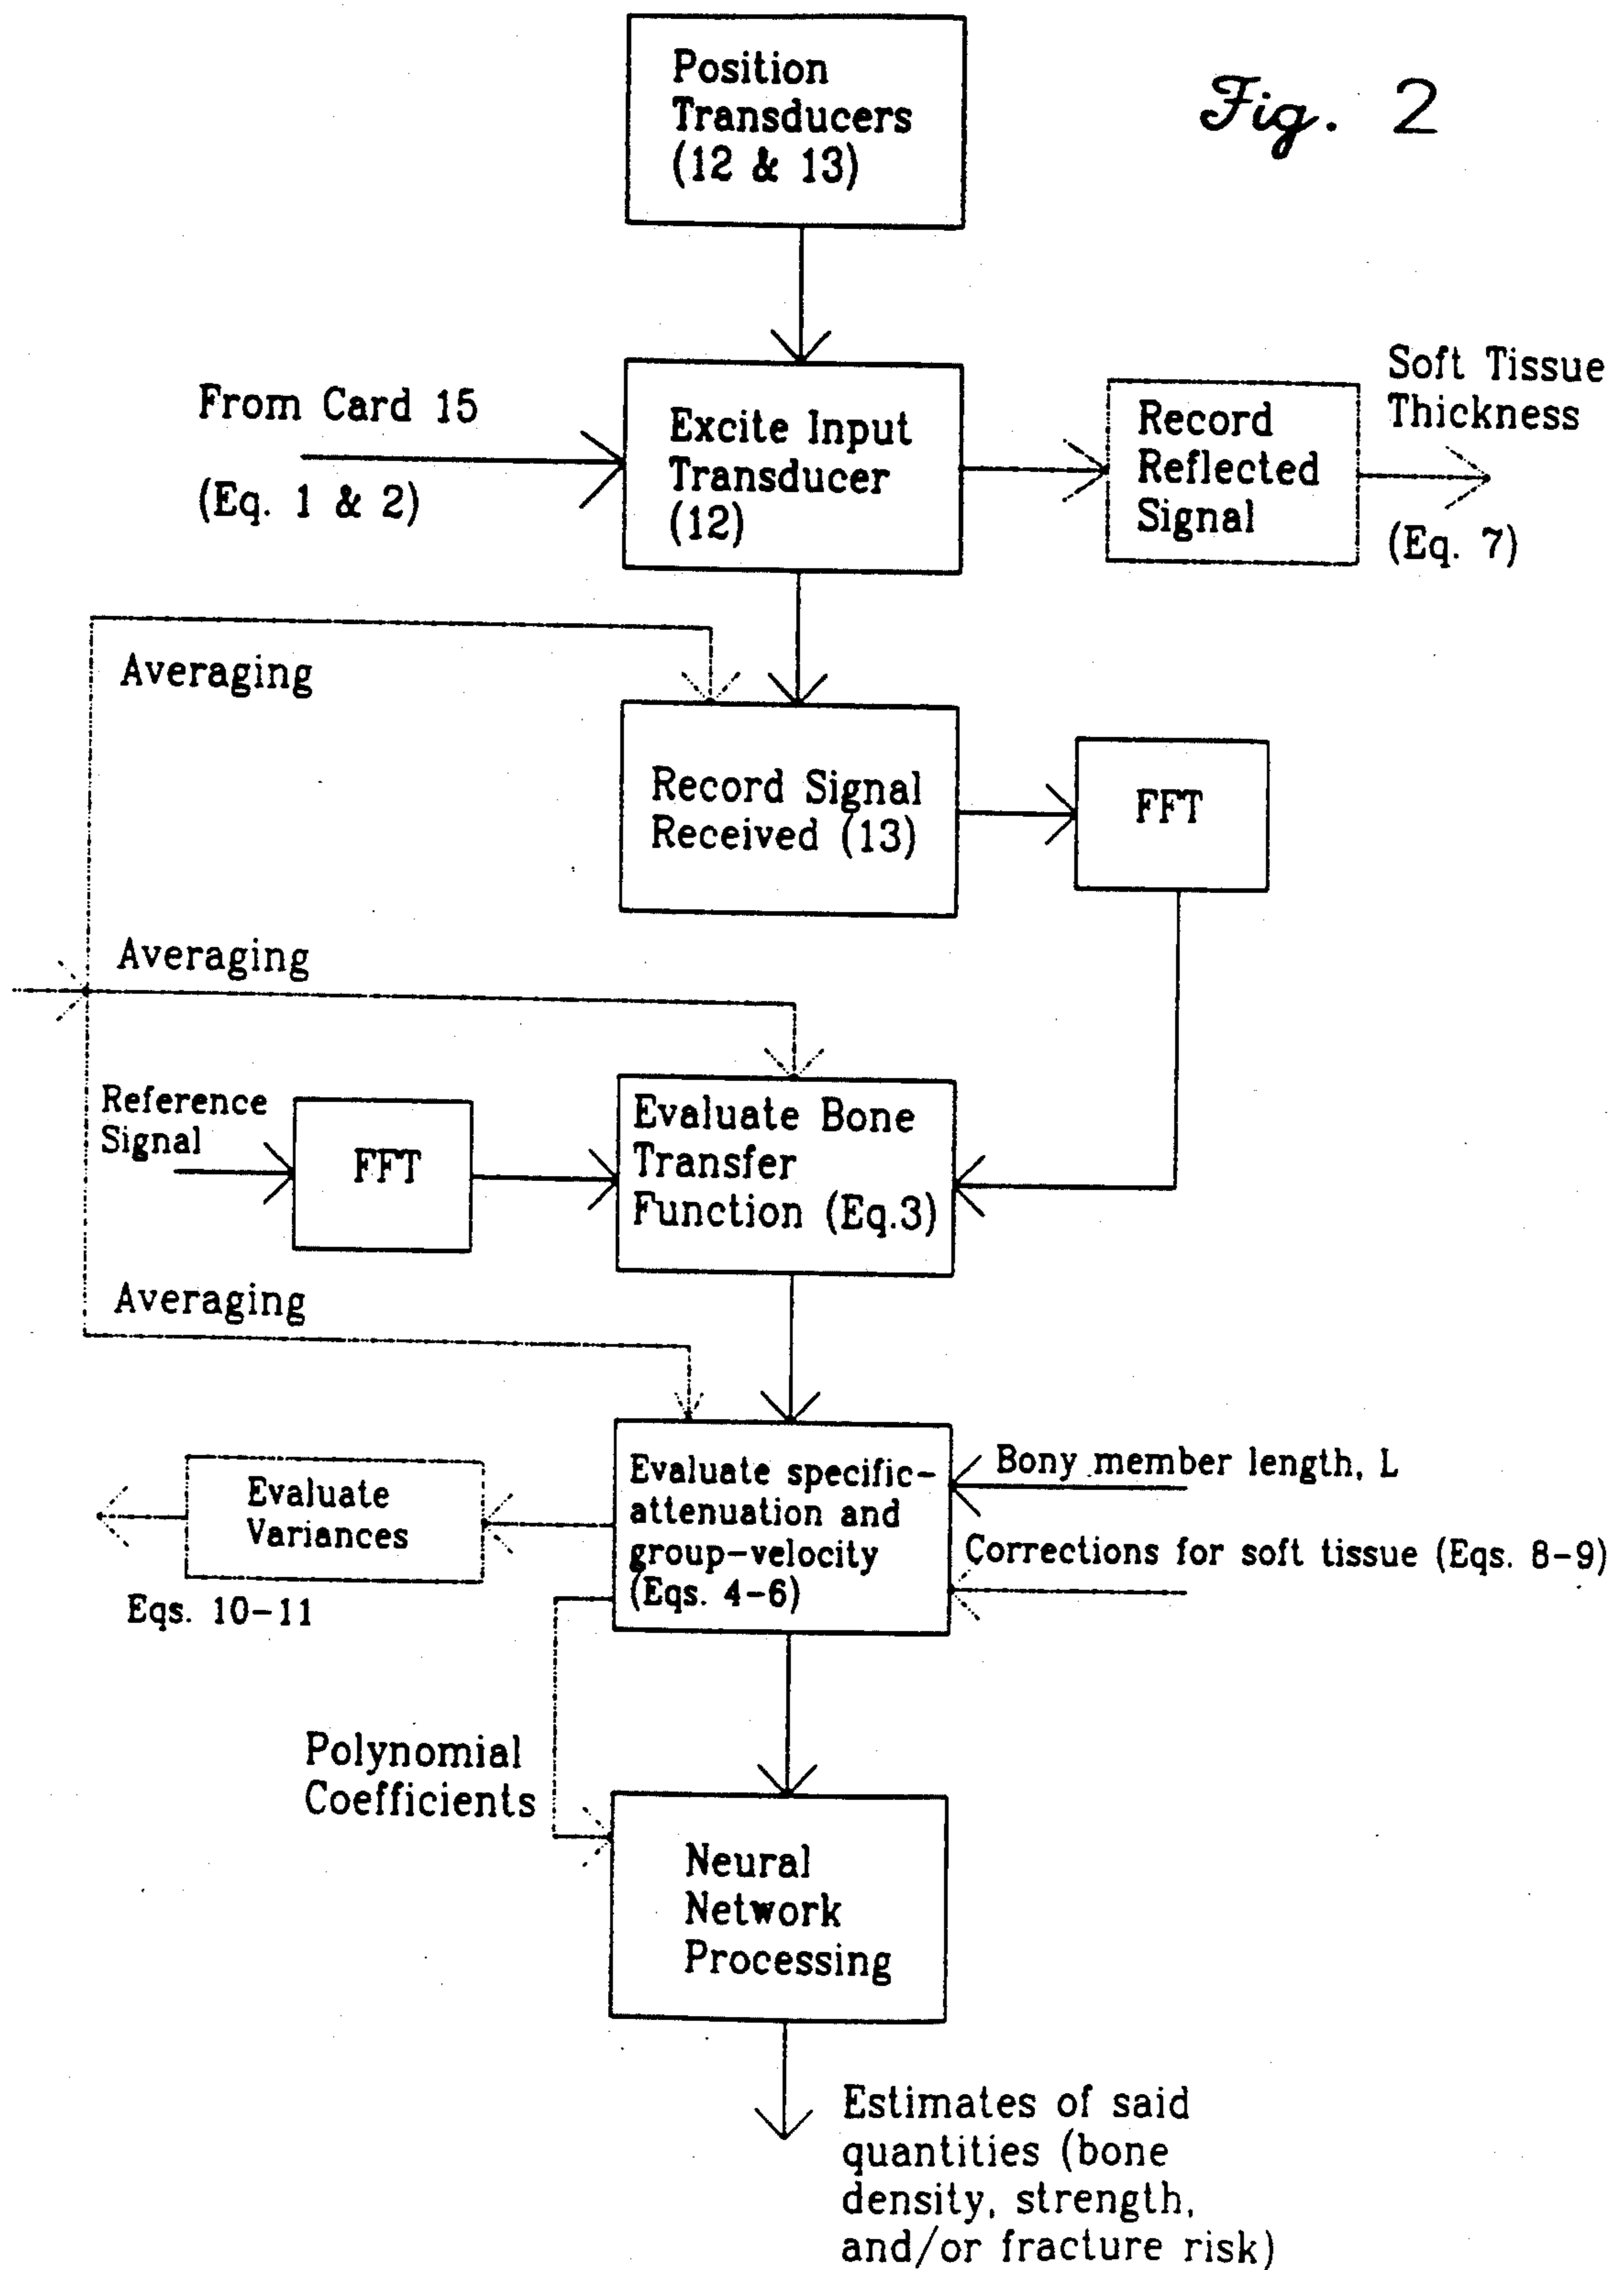 Position
Transducers
(12 & 13)
Fig. 2
From Card 15
(Eq. 1 & 2)
Excite Input
Transducer
(12)
Record
Reflected
Signal
Soft Tissue
Thickness
(Eq. 7)
Averaging
Record Signal
Received (13)
FFT
Averaging
Reference
Signal
FFT
Evaluate Bone
Transfer
Function (Eq.3)
Averaging
Evaluate
Variances
Eqs. 10-11
Evaluate specific-
attenuation and
group-velocity
(Eqs. 4-6)
Bony member length, L
Corrections for soft tissue (Eqs. 8-9)
Polynomial
Coefficients
Neural
Network
Processing
Estimates of said
quantities (bone
density, strength,
and/or fracture risk)